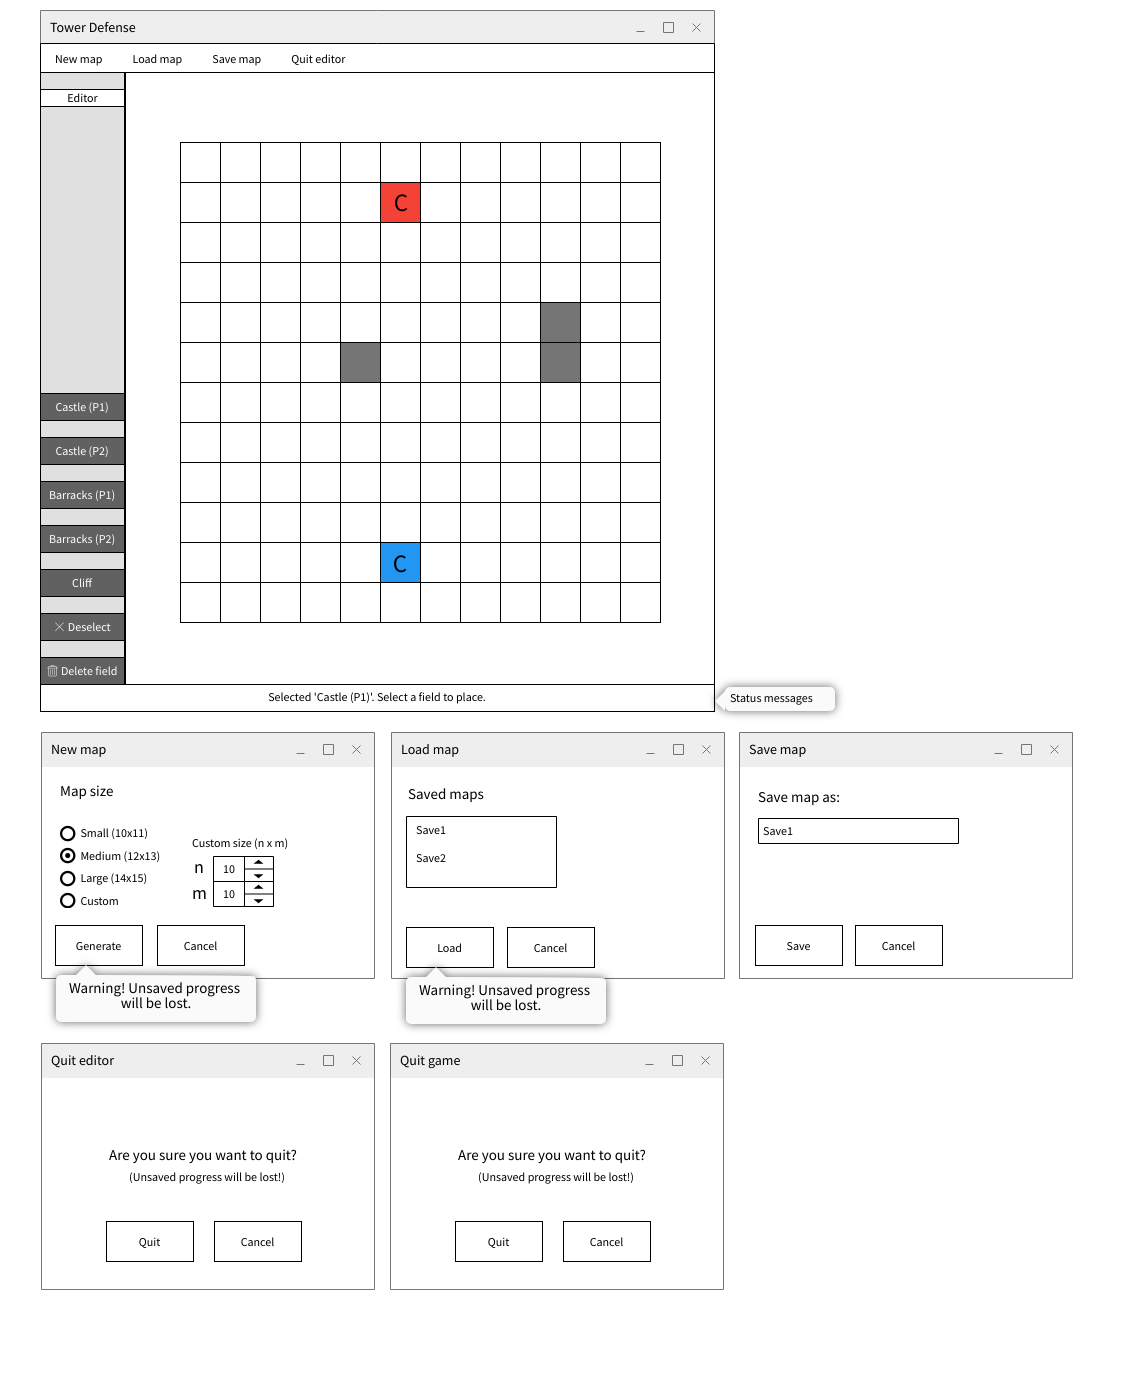 Tower Defense
New map
Load map
Save map
Quit editor
Editor
C
Castle (P1)
Castle (P2)
Barracks (P1)
Barracks (P2)
C
Cliff
Deselect
Delete field
Selected 'Castle (P1)'. Select a field to place.
Status messages
New map
Map size
Small (10x11)
Medium (12x13)
Large (14x15)
Custom
Custom size (n x m)
n
10
m
10
Generate
Cancel
Warning! Unsaved progress
will be lost.
Load map
Saved maps
Save1
Save2
Load
Cancel
Warning! Unsaved progress
will be lost.
Save map
Save map as:
Save1
Save
Cancel
Quit editor
Are you sure you want to quit?
(Unsaved progress will be lost!)
Quit
Cancel
Quit game
Are you sure you want to quit?
(Unsaved progress will be lost!)
Quit
Cancel